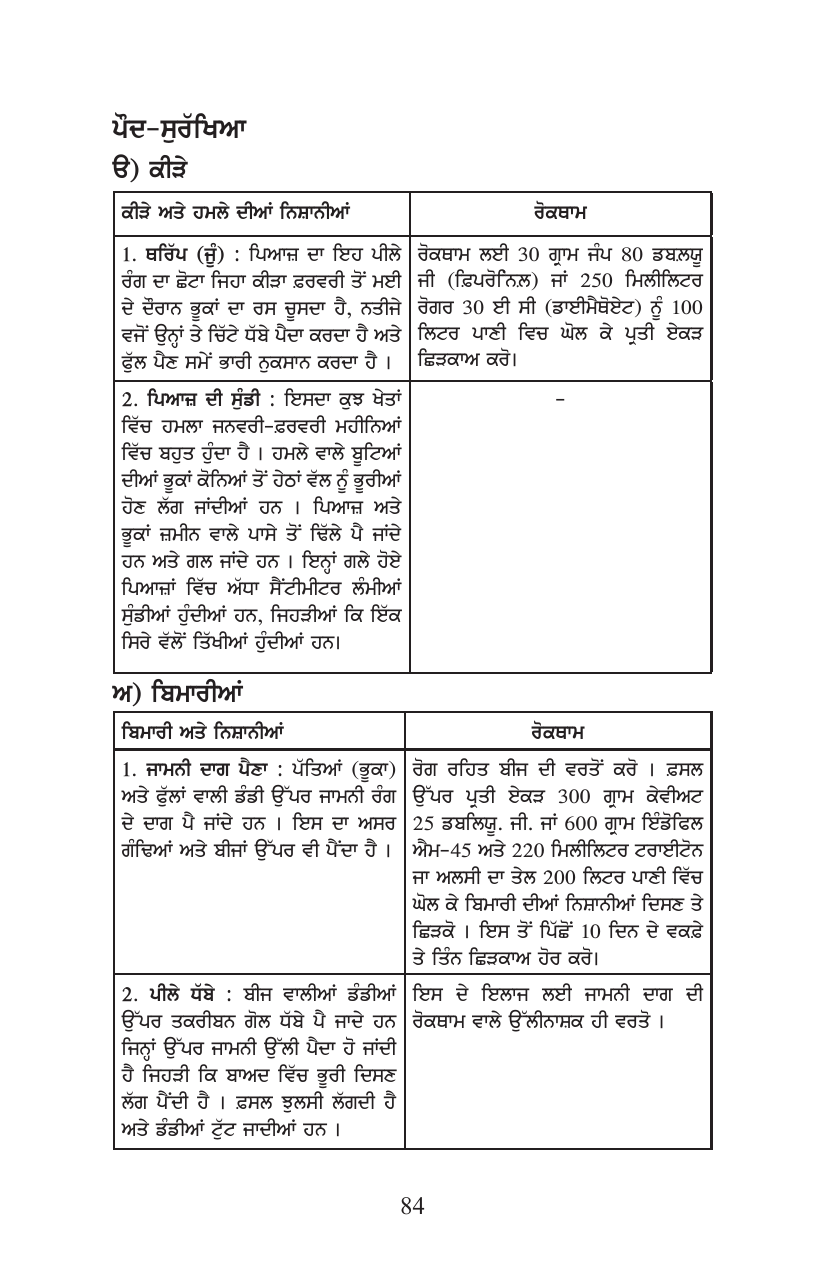 ਪੌਦ-ਸੁਰੱਖਿਆ
ੳ) ਕੀੜੇ
ਕੀੜੇ ਅਤੇ ਹਮਲੇ ਦੀਆਂ ਨਿਸ਼ਾਨੀਆਂ
ਰੋਕਥਾਮ
1. ਥਰਿੱਪ (ਜੂੰ) : ਪਿਆਜ਼ ਦਾ ਇਹ ਪੀਲੇ
ਰੰਗ ਦਾ ਛੋਟਾ ਜਿਹਾ ਕੀੜਾ ਫ਼ਰਵਰੀ ਤੋਂ ਮਈ
ਦੇ ਦੌਰਾਨ ਭੂਕਾਂ ਦਾ ਰਸ ਚੂਸਦਾ ਹੈ, ਨਤੀਜੇ
ਵਜੋਂ ਉਨ੍ਹਾਂ ਤੇ ਚਿੱਟੇ ਧੱਬੇ ਪੈਦਾ ਕਰਦਾ ਹੈ ਅਤੇ
ਫੁੱਲ ਪੈਣ ਸਮੇਂ ਭਾਰੀ ਨੁਕਸਾਨ ਕਰਦਾ ਹੈ ।
ਰੋਕਥਾਮ ਲਈ 30 ਗ੍ਰਾਮ ਜੰਪ 80 ਡਬਲ਼ਯੂ
ਜੀ (ਫ਼ਿਪਰੋਨਿਲ਼) ਜਾਂ 250 ਮਿਲੀਲਿਟਰ
ਰੋਗਰ 30 ਈ ਸੀ (ਡਾਈਮੈਥੋਏਟ) ਨੂੰ 100
ਲਿਟਰ ਪਾਣੀ ਵਿਚ ਘੋਲ ਕੇ ਪ੍ਰਤੀ ਏਕੜ
ਛਿੜਕਾਅ ਕਰੋ।
2. ਪਿਆਜ਼ ਦੀ ਸੁੰਡੀ : ਇਸਦਾ ਕੁਝ ਖੇਤਾਂ
ਵਿੱਚ ਹਮਲਾ ਜਨਵਰੀ-ਫ਼ਰਵਰੀ ਮਹੀਨਿਆਂ
ਵਿੱਚ ਬਹੁਤ ਹੁੰਦਾ ਹੈ । ਹਮਲੇ ਵਾਲੇ ਬੂਟਿਆਂ
ਦੀਆਂ ਭੂਕਾਂ ਕੋਨਿਆਂ ਤੋਂ ਹੇਠਾਂ ਵੱਲ ਨੂੰ ਭੂਰੀਆਂ
ਹੋਣ ਲੱਗ ਜਾਂਦੀਆਂ ਹਨ । ਪਿਆਜ਼ ਅਤੇ
ਭੂਕਾਂ ਜ਼ਮੀਨ ਵਾਲੇ ਪਾਸੇ ਤੋਂ ਢਿੱਲੇ ਪੈ ਜਾਂਦੇ
ਹਨ ਅਤੇ ਗਲ ਜਾਂਦੇ ਹਨ । ਇਨ੍ਹਾਂ ਗਲੇ ਹੋਏ
ਪਿਆਜ਼ਾਂ ਵਿੱਚ ਅੱਧਾ ਸੈਂਟੀਮੀਟਰ ਲੰਮੀਆਂ
ਸੁੰਡੀਆਂ ਹੁੰਦੀਆਂ ਹਨ, ਜਿਹੜੀਆਂ ਕਿ ਇੱਕ
ਸਿਰੇ ਵੱਲੋਂ ਤਿੱਖੀਆਂ ਹੁੰਦੀਆਂ ਹਨ।
-
ਅ) ਬਿਮਾਰੀਆਂ
ਬਿਮਾਰੀ ਅਤੇ ਨਿਸ਼ਾਨੀਆਂ
ਰੋਕਥਾਮ
1. ਜਾਮਨੀ ਦਾਗ ਪੈਣਾ : ਪੱਤਿਆਂ (ਭੂਕਾ)
ਅਤੇ ਫੁੱਲਾਂ ਵਾਲੀ ਡੰਡੀ ਉੱਪਰ ਜਾਮਨੀ ਰੰਗ
ਦੇ ਦਾਗ ਪੈ ਜਾਂਦੇ ਹਨ । ਇਸ ਦਾ ਅਸਰ
ਗੰਢਿਆਂ ਅਤੇ ਬੀਜਾਂ ਉੱਪਰ ਵੀ ਪੈਂਦਾ ਹੈ ।
ਰੋਗ ਰਹਿਤ ਬੀਜ ਦੀ ਵਰਤੋਂ ਕਰੋ । ਫ਼ਸਲ
ਉੱਪਰ ਪ੍ਰਤੀ ਏਕੜ 300 ਗ੍ਰਾਮ ਕੇਵੀਅਟ
25 ਡਬਲਿਯੂ. ਜੀ. ਜਾਂ 600 ਗ੍ਰਾਮ ਇੰਡੋਫਿਲ
ਐਮ-45 ਅਤੇ 220 ਮਿਲੀਲਿਟਰ ਟਰਾਈਟੋਨ
ਜਾ ਅਲਸੀ ਦਾ ਤੇਲ 200 ਲਿਟਰ ਪਾਣੀ ਵਿੱਚ
ਘੋਲ ਕੇ ਬਿਮਾਰੀ ਦੀਆਂ ਨਿਸ਼ਾਨੀਆਂ ਦਿਸਣ ਤੇ
ਛਿੜਕੋ । ਇਸ ਤੋਂ ਪਿੱਛੋਂ 10 ਦਿਨ ਦੇ ਵਕਫ਼ੇ
ਤੇ ਤਿੰਨ ਛਿੜਕਾਅ ਹੋਰ ਕਰੋ।
2. ਪੀਲੇ ਧੱਬੇ : ਬੀਜ ਵਾਲੀਆਂ ਡੰਡੀਆਂ
ਉੱਪਰ ਤਕਰੀਬਨ ਗੋਲ ਧੱਬੇ ਪੈ ਜਾਦੇ ਹਨ
ਜਿਨ੍ਹਾਂ ਉੱਪਰ ਜਾਮਨੀ ਉੱਲੀ ਪੈਦਾ ਹੋ ਜਾਂਦੀ
ਹੈ ਜਿਹੜੀ ਕਿ ਬਾਅਦ ਵਿੱਚ ਭੂਰੀ ਦਿਸਣ
ਲੱਗ ਪੈਂਦੀ ਹੈ । ਫ਼ਸਲ ਝੁਲਸੀ ਲੱਗਦੀ ਹੈ
ਅਤੇ ਡੰਡੀਆਂ ਟੁੱਟ ਜਾਦੀਆਂ ਹਨ ।
ਇਸ ਦੇ ਇਲਾਜ ਲਈ ਜਾਮਨੀ ਦਾਗ ਦੀ
ਰੋਕਥਾਮ ਵਾਲੇ ਉੱਲੀਨਾਸ਼ਕ ਹੀ ਵਰਤੋ ।
84